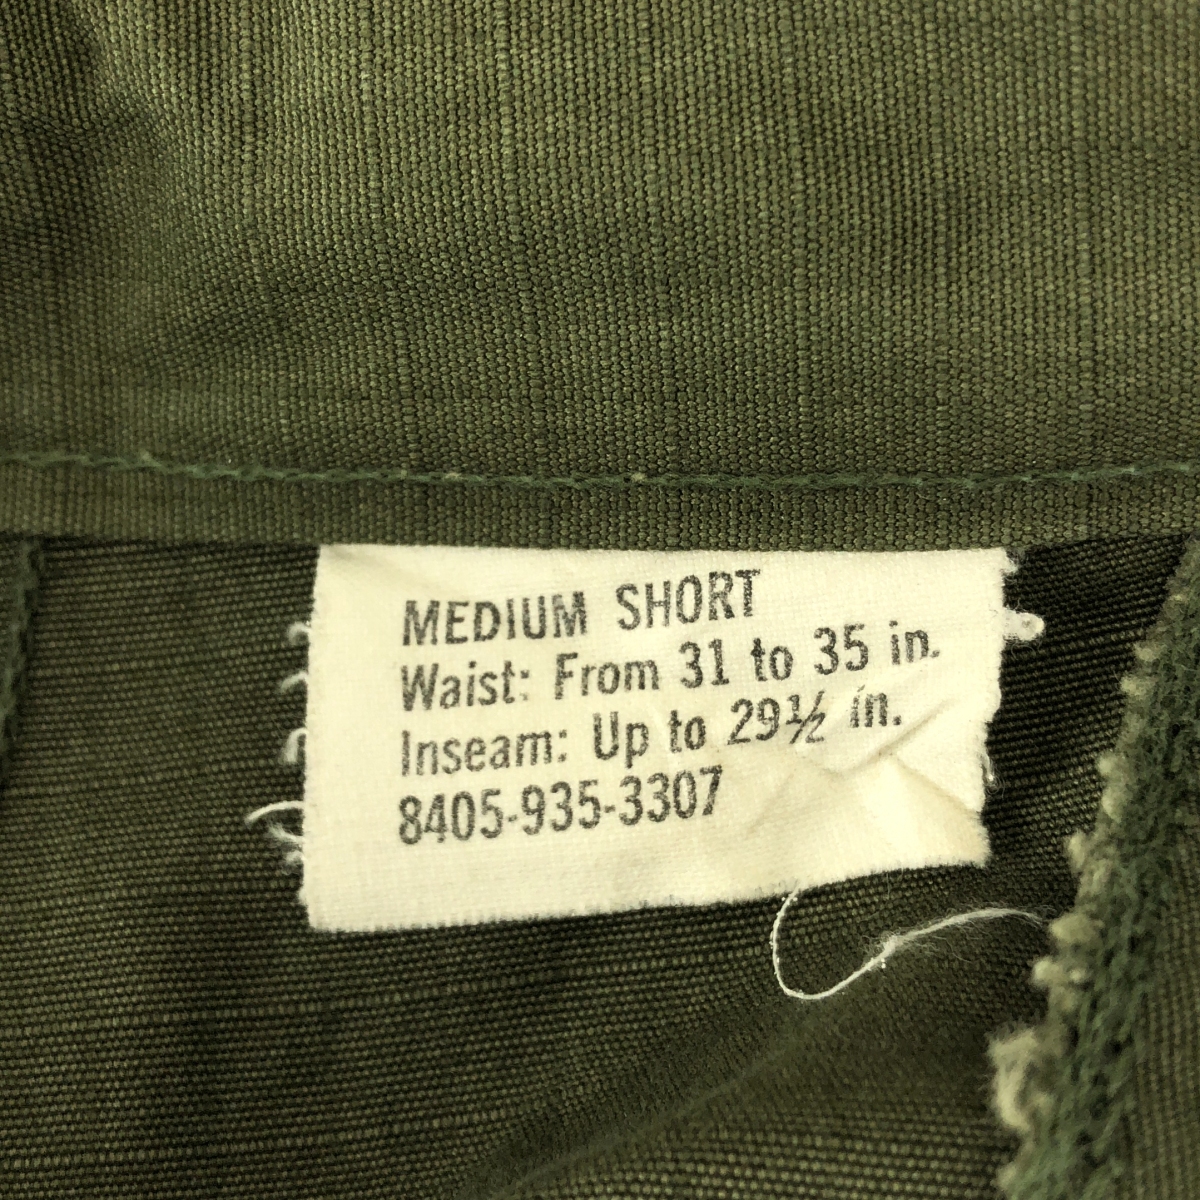 MEDIUM SHORT
Waist: From 31 to 35 in.
Inseam: Up to 29½ in.
8405-935-3307